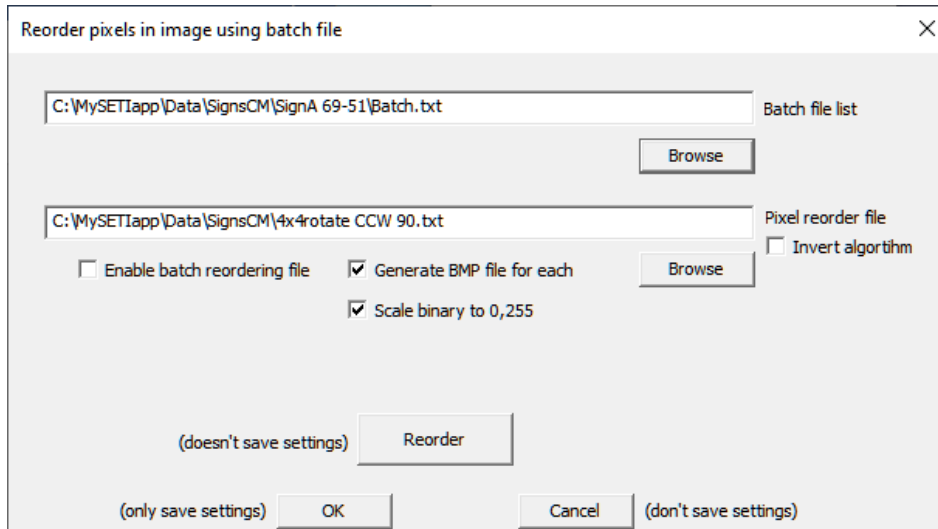 Reorder pixels in image using batch file
C:\MySETIapp\Data\SignsCM\SignA 69-51\Batch.txt
Batch file list
Browse
C:\MySETIapp\Data\SignsCM\4x4rotate CCW 90.txt
Pixel reorder file
Invert algortihm
Enable batch reordering file
Generate BMP file for each
Browse
Scale binary to 0,255
(doesn't save settings)
Reorder
(only save settings)
OK
Cancel
(don't save settings)